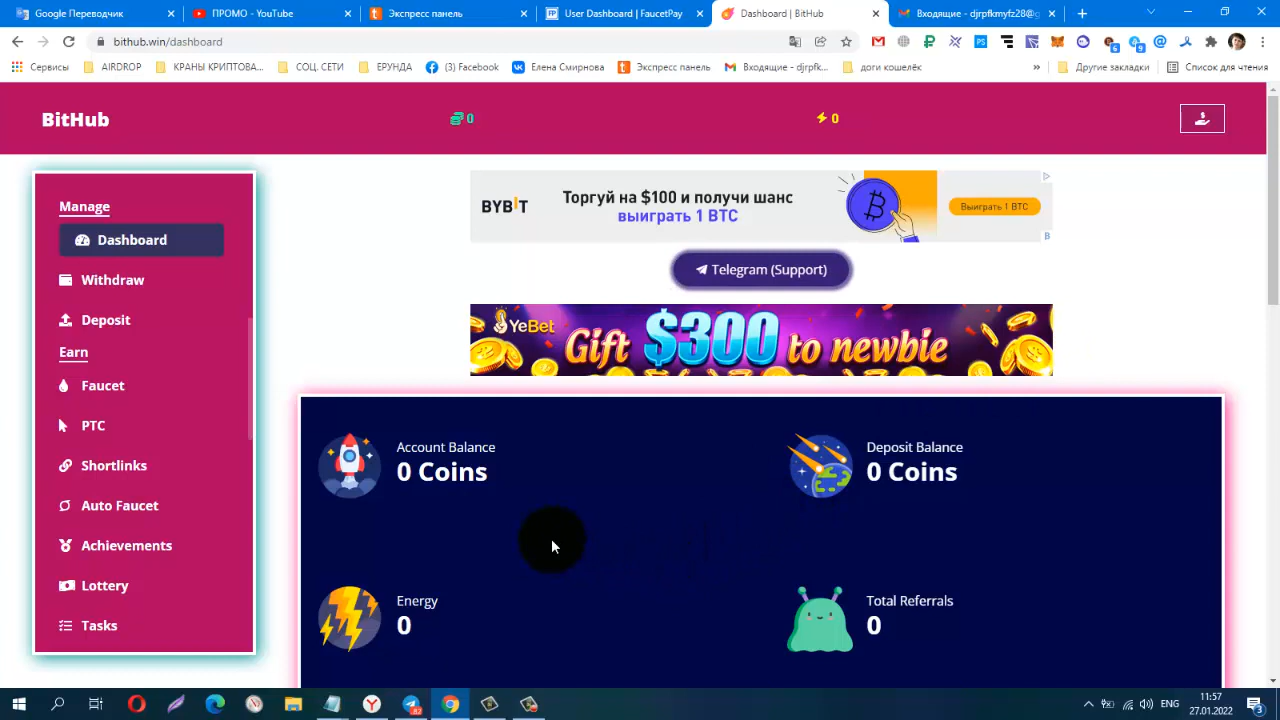 Google Переводчик
ПРОМО - YouTube
Экспресс панель
User Dashboard | FaucetPay
Dashboard | BitHub
Входящие - djrpfkmyfz28@g
bithub.win/dashboard
Сервисы
AIRDROP
КРАНЫ КРИПТОВА...
СОЦ. СЕТИ
ЕРУНДА
(3) Facebook
Елена Смирнова
Экспресс панель
Входящие - djrpfk...
доги кошелёк
»
Другие закладки
Список для чтения
BitHub
0
0
Manage
Dashboard
Withdraw
Deposit
Earn
Faucet
PTC
Shortlinks
Auto Faucet
Achievements
Lottery
Tasks
BYBIT
Торгуй на $100 и получи шанс
выиграть 1 BTC
Выиграть 1 BTC
Telegram (Support)
YeBet
Gift $300 to newbie
Account Balance
0 Coins
Deposit Balance
0 Coins
Energy
0
Total Referrals
0
ENG
11:57
27.01.2022